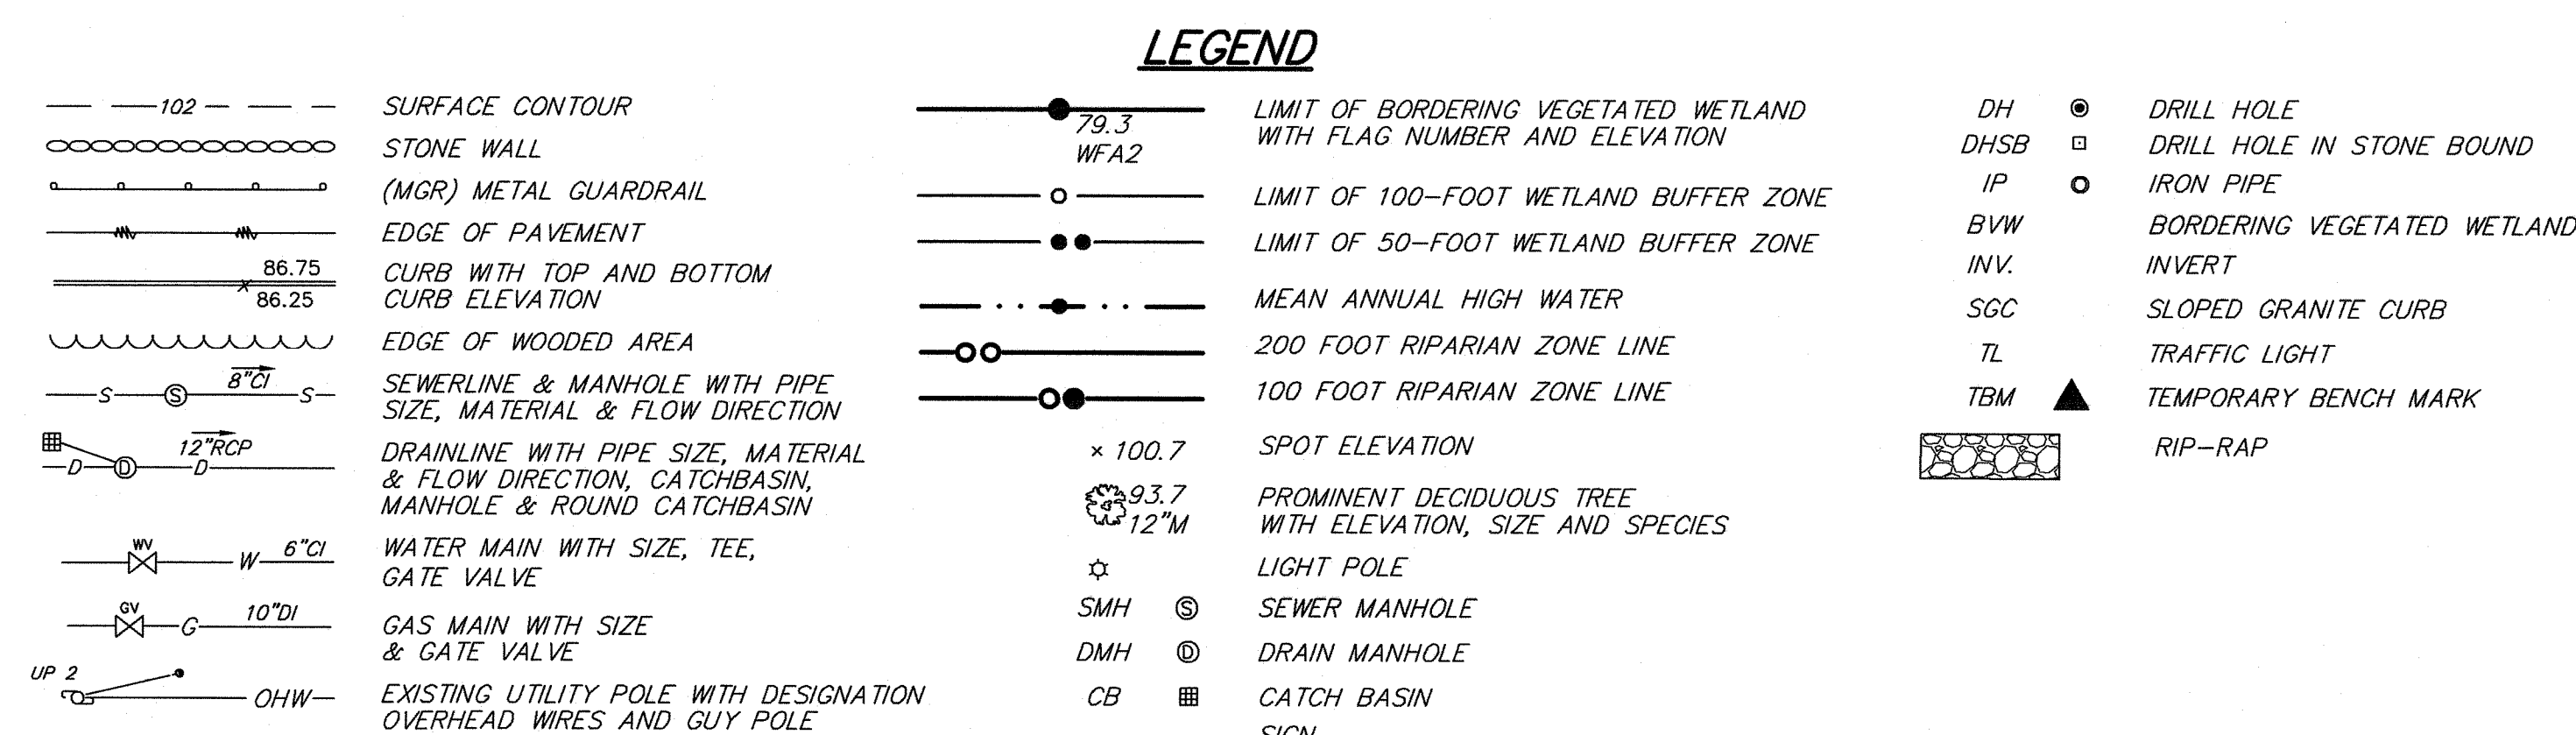 LEGEND
102
SURFACE CONTOUR
STONE WALL
(MGR) METAL GUARDRAIL
EDGE OF PAVEMENT
86.75
86.25
CURB WITH TOP AND BOTTOM
CURB ELEVATION
EDGE OF WOODED AREA
S S 8"CI S
SEWERLINE & MANHOLE WITH PIPE
SIZE, MATERIAL & FLOW DIRECTION
D D 12"RCP D
DRAINLINE WITH PIPE SIZE, MATERIAL
& FLOW DIRECTION, CATCHBASIN,
MANHOLE & ROUND CATCHBASIN
WV W 6"CI
WATER MAIN WITH SIZE, TEE,
GATE VALVE
GV G 10"DI
GAS MAIN WITH SIZE
& GATE VALVE
UP 2 OHW
EXISTING UTILITY POLE WITH DESIGNATION
OVERHEAD WIRES AND GUY POLE
79.3
WFA2
LIMIT OF BORDERING VEGETATED WETLAND
WITH FLAG NUMBER AND ELEVATION
LIMIT OF 100-FOOT WETLAND BUFFER ZONE
LIMIT OF 50-FOOT WETLAND BUFFER ZONE
MEAN ANNUAL HIGH WATER
200 FOOT RIPARIAN ZONE LINE
100 FOOT RIPARIAN ZONE LINE
× 100.7 SPOT ELEVATION
93.7
12"M
PROMINENT DECIDUOUS TREE
WITH ELEVATION, SIZE AND SPECIES
LIGHT POLE
SMH S SEWER MANHOLE
DMH D DRAIN MANHOLE
CB CATCH BASIN
SIGN
DH DRILL HOLE
DHSB DRILL HOLE IN STONE BOUND
IP IRON PIPE
BVW BORDERING VEGETATED WETLAND
INV. INVERT
SGC SLOPED GRANITE CURB
TL TRAFFIC LIGHT
TBM TEMPORARY BENCH MARK
RIP-RAP